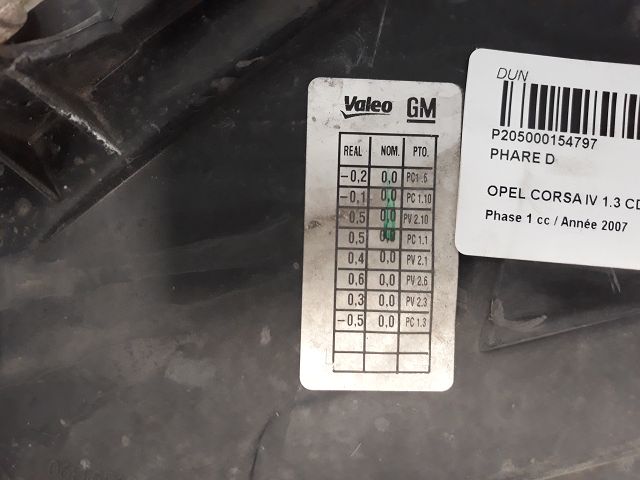 Valeo GM
REAL NOM. PTO.
-0,2 0,0 PC1.6
-0,1 0,0 PC 1.10
0,5 0,0 PV 2.10
0,5 0,0 PC 1.1
0,4 0,0 PV 2.1
0,6 0,0 PV 2.6
0,3 0,0 PV 2.3
-0,5 0,0 PC 1.3
DUN
P205000154797
PHARE D
OPEL CORSA IV 1.3 CD
Phase 1 cc / Année 2007